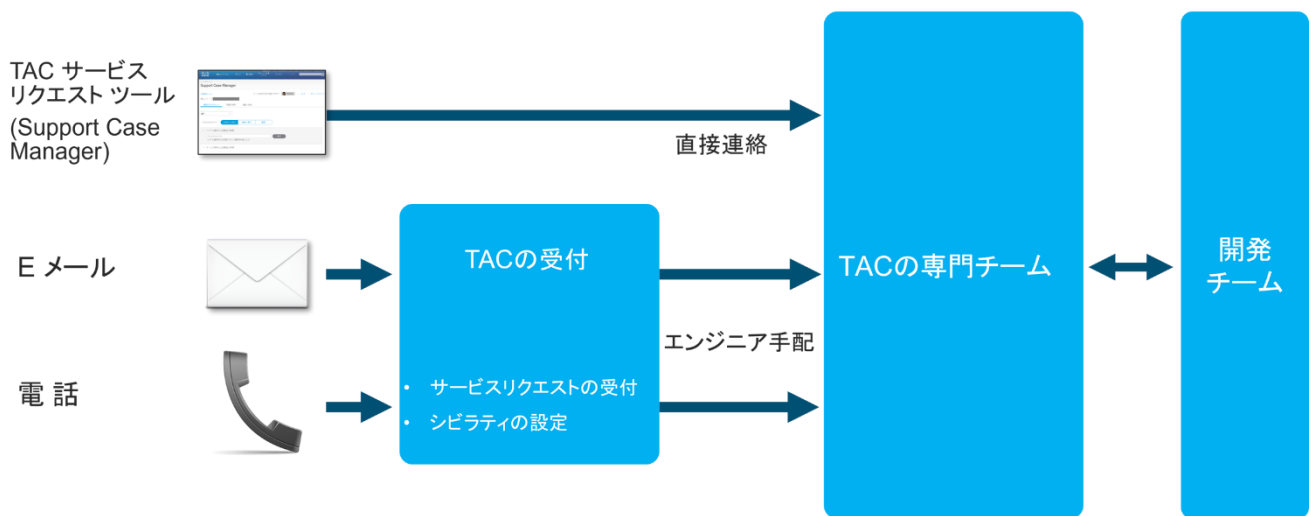 TAC サービス
リクエスト ツール
(Support Case
Manager)
Support Case Manager
直接連絡
E メール
TACの受付
TACの専門チーム
開発
チーム
エンジニア手配
電 話
• サービスリクエストの受付
• シビラティの設定